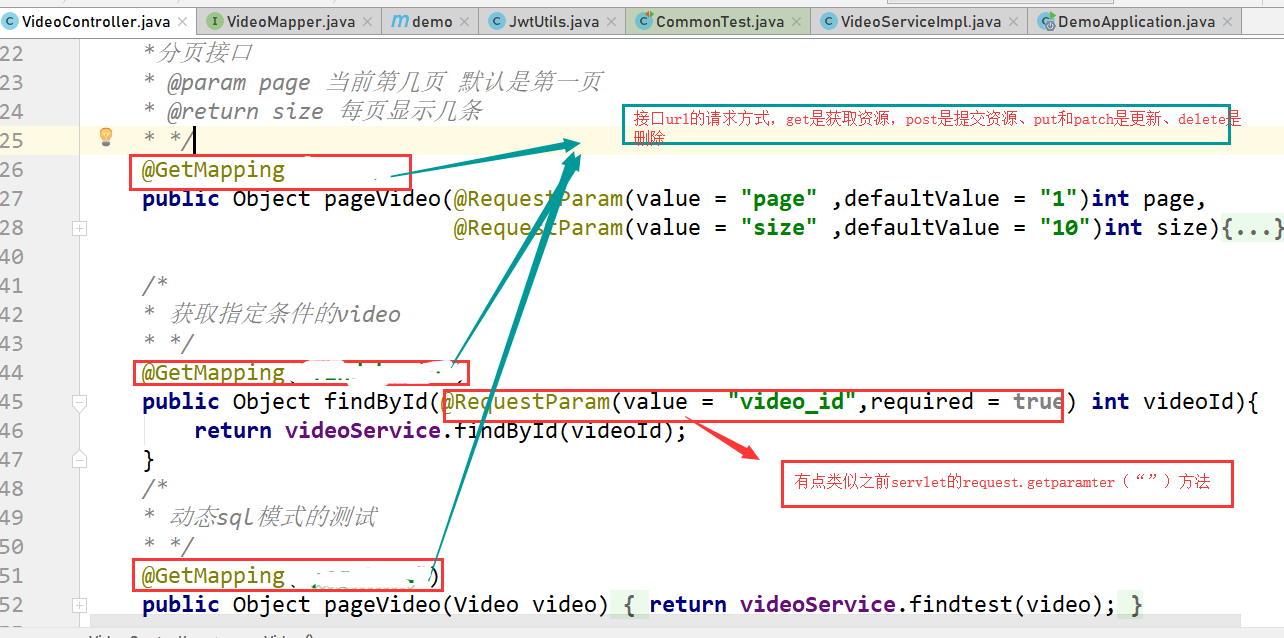 VideoController.java × VideoMapper.java × m demo × JwtUtils.java × CommonTest.java × VideoServiceImpl.java × DemoApplication.java ×
22 *分页接口
23 * @param page 当前第几页 默认是第一页
24 * @return size 每页显示几条
接口url的请求方式，get是获取资源，post是提交资源、put和patch是更新、delete是
删除
25 * */
26 @GetMapping
27 public Object pageVideo(@RequestParam(value = "page" ,defaultValue = "1")int page,
28 @RequestParam(value = "size" ,defaultValue = "10")int size){...}
40
41 /*
42 * 获取指定条件的video
43 * */
44 @GetMapping
45 public Object findById(@RequestParam(value = "video_id",required = true) int videoId){
46 return videoService.findById(videoId);
47 }
有点类似之前servlet的request.getparamter（“”）方法
48 /*
49 * 动态sql模式的测试
50 * */
51 @GetMapping )
52 public Object pageVideo(Video video) { return videoService.findtest(video); }